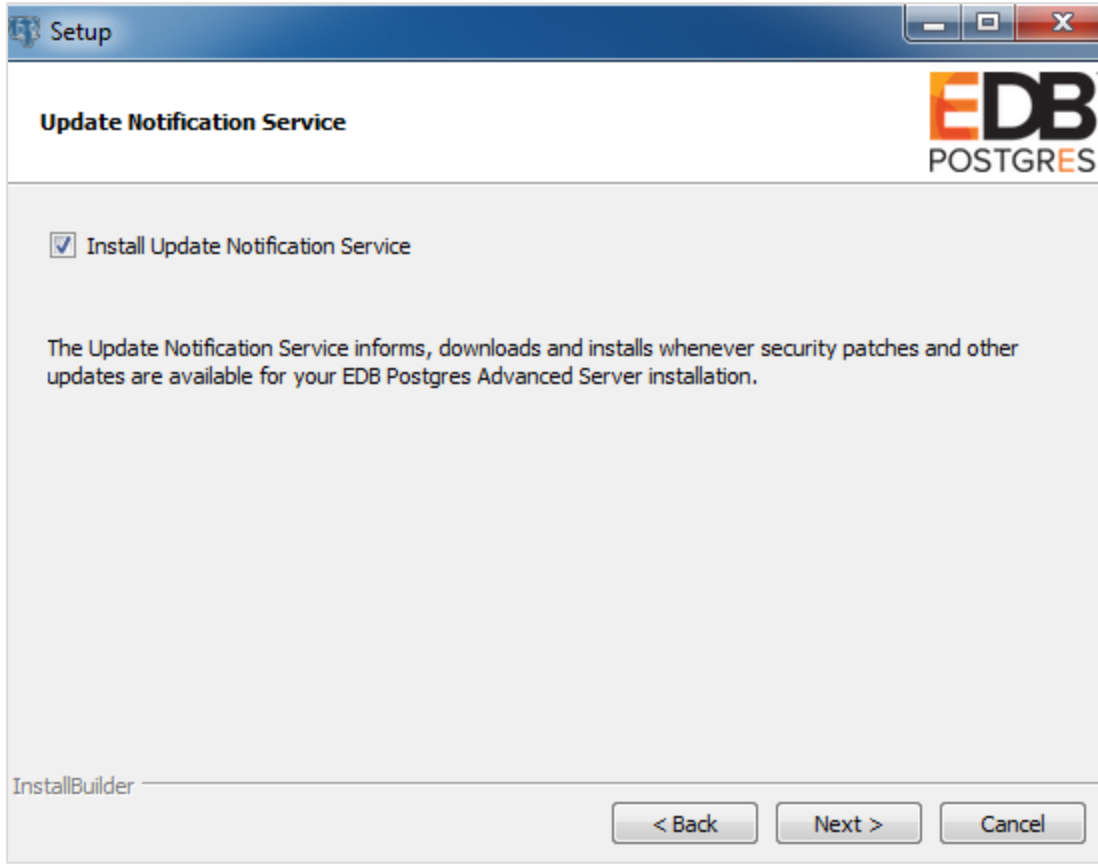 Setup
Update Notification Service
EDB
POSTGRES
Install Update Notification Service
The Update Notification Service informs, downloads and installs whenever security patches and other
updates are available for your EDB Postgres Advanced Server installation.
InstallBuilder
< Back
Next >
Cancel